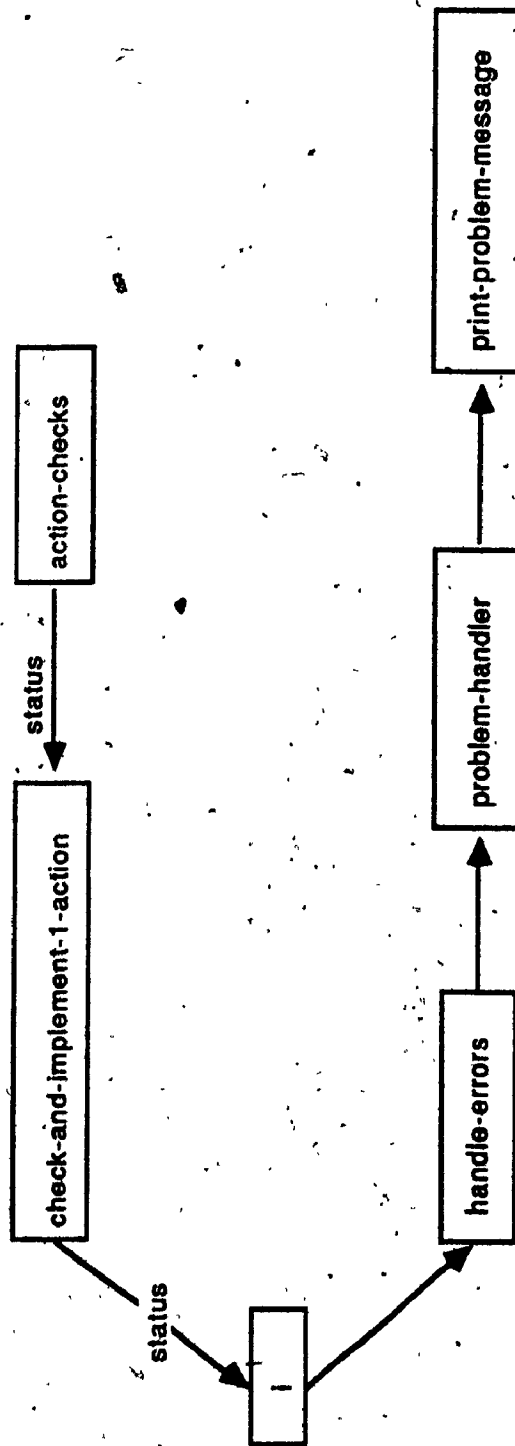 status
check-and-implement-1-action
action-checks
status
handle-errors
problem-handler
print-problem-message